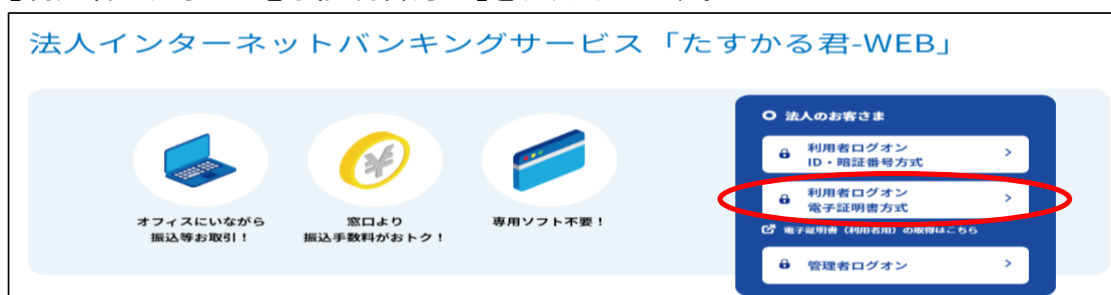 法人インターネットバンキングサービス「たすかる君-WEB」
法人のお客さま
利用者ログオン
ID・暗証番号方式
利用者ログオン
電子証明書方式
電子証明書（利用者用）の取得はこちら
管理者ログオン
オフィスにいながら
振込等お取引！
窓口より
振込手数料がおトク！
専用ソフト不要！